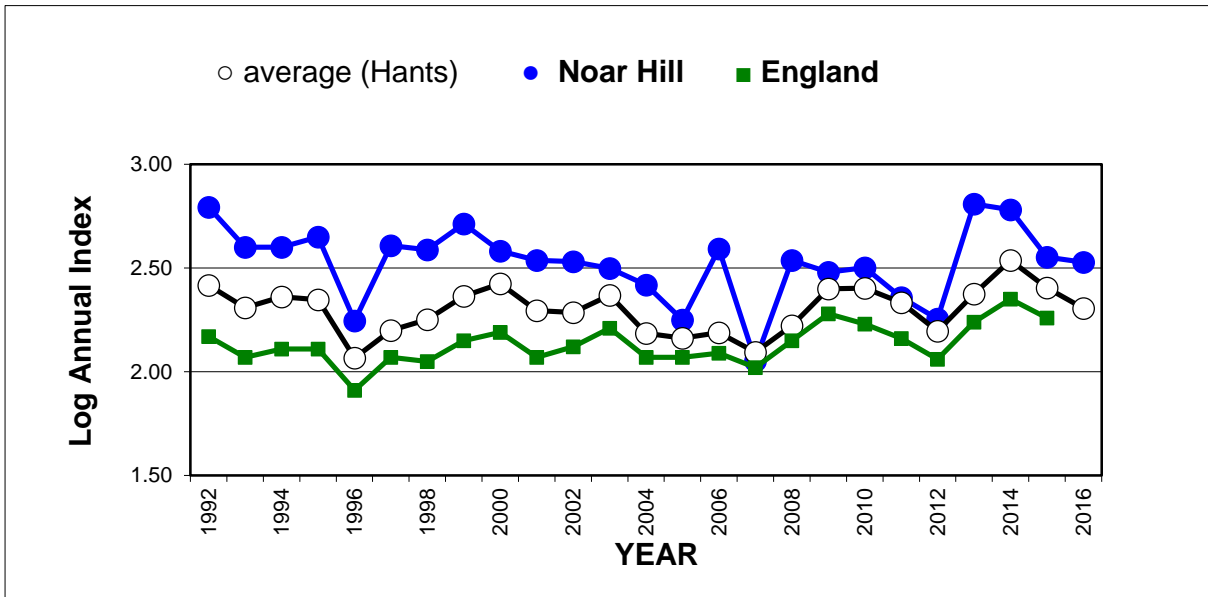 average (Hants) Noar Hill England
3.00
2.50
2.00
1.50
Log Annual Index
1992 1994 1996 1998 2000 2002 2004 2006 2008 2010 2012 2014 2016
YEAR